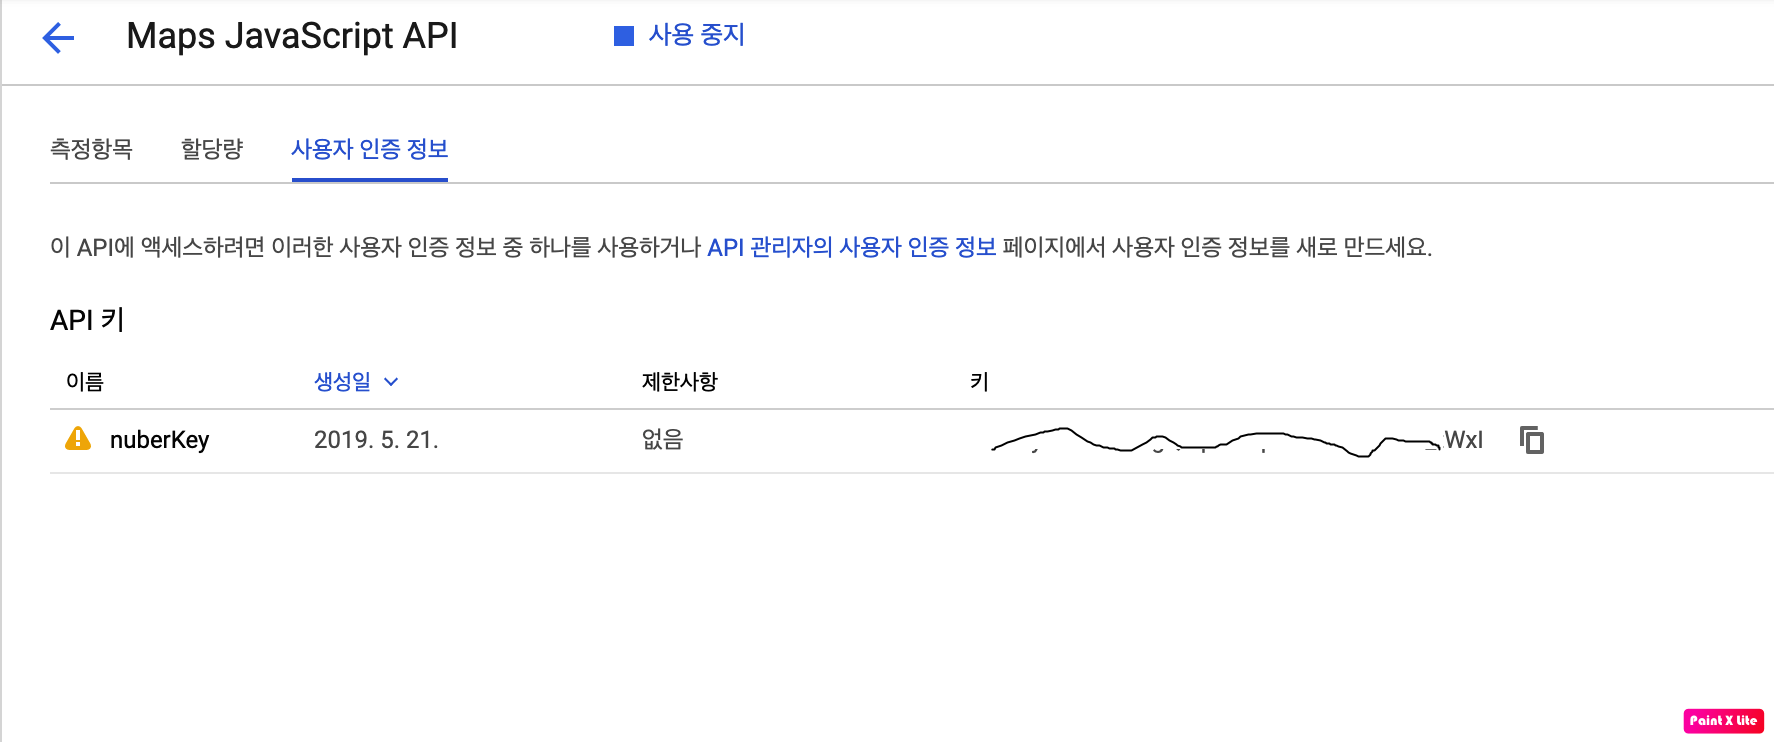 Maps JavaScript API 사용 중지
측정항목 할당량 사용자 인증 정보
이 API에 액세스하려면 이러한 사용자 인증 정보 중 하나를 사용하거나 API 관리자의 사용자 인증 정보 페이지에서 사용자 인증 정보를 새로 만드세요.
API 키
이름 생성일 제한사항 키
nuberKey 2019. 5. 21. 없음 WxI
Paint X Lite